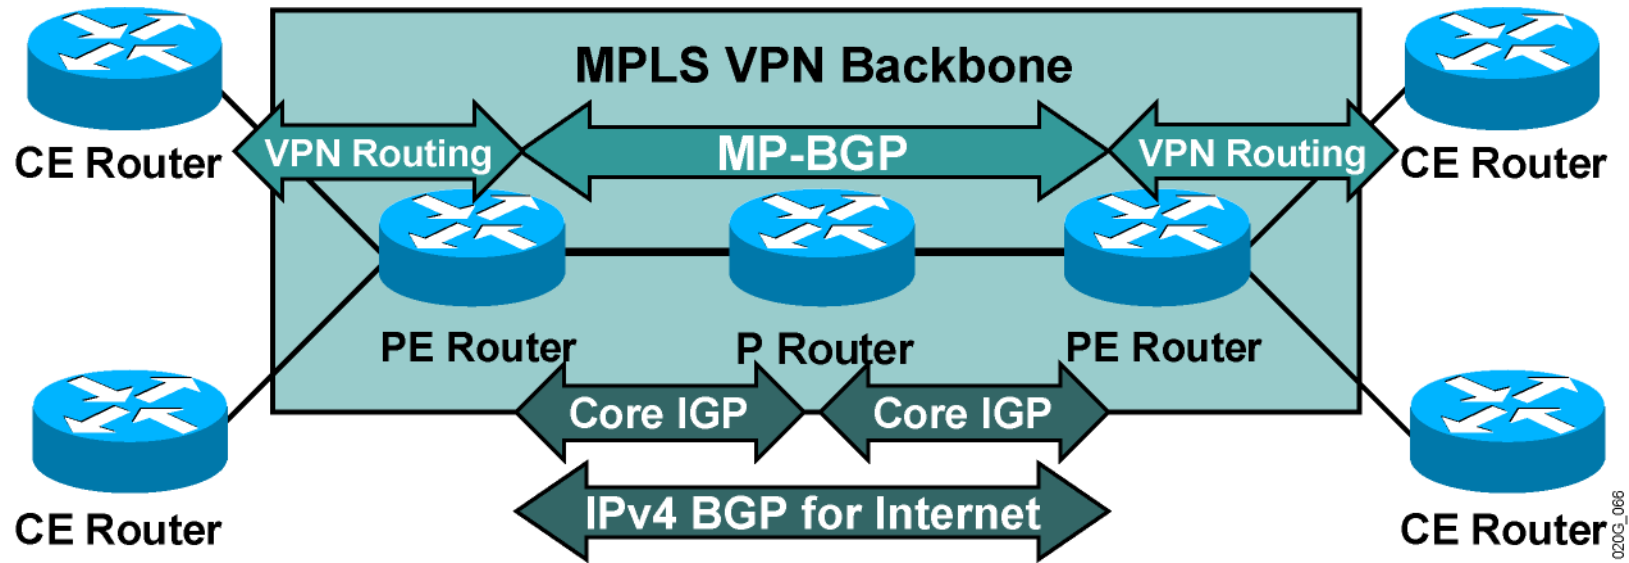 MPLS VPN Backbone
VPN Routing
MP-BGP
VPN Routing
CE Router
CE Router
PE Router
P Router
PE Router
Core IGP
Core IGP
IPv4 BGP for Internet
CE Router
CE Router
020G_066